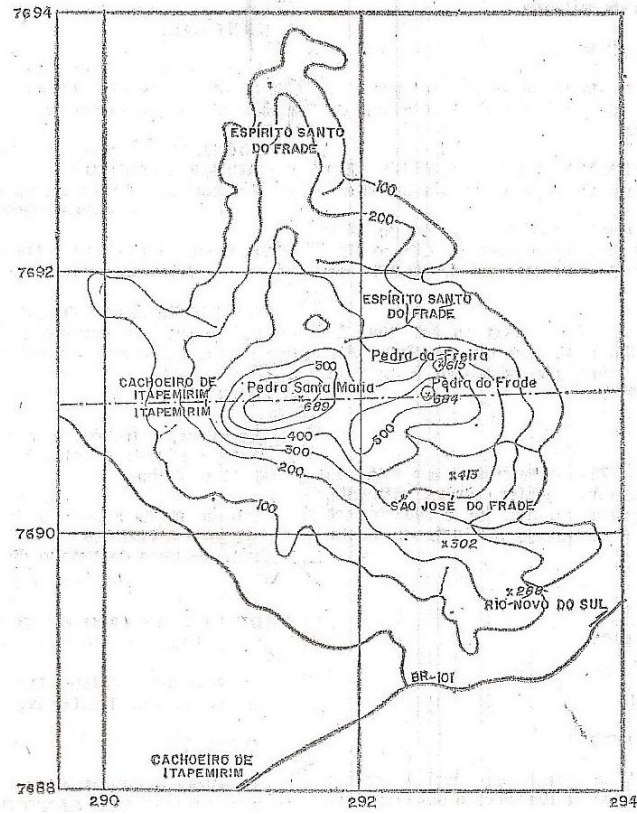 7694
ESPÍRITO SANTO
DO FRADE
100
200
7692
ESPÍRITO SANTO
DO FRADE
Pedra da Freira
615
500
CACHOEIRO DE
ITAPEMIRIM
ITAPEMIRIM
Pedra Santa Maria
689
Pedra do Frade
684
400
300
200
500
413
100
SÃO JOSÉ DO FRADE
7690
302
268
RIO NOVO DO SUL
BR-101
CACHOEIRO DE
ITAPEMIRIM
7688
290
292
294